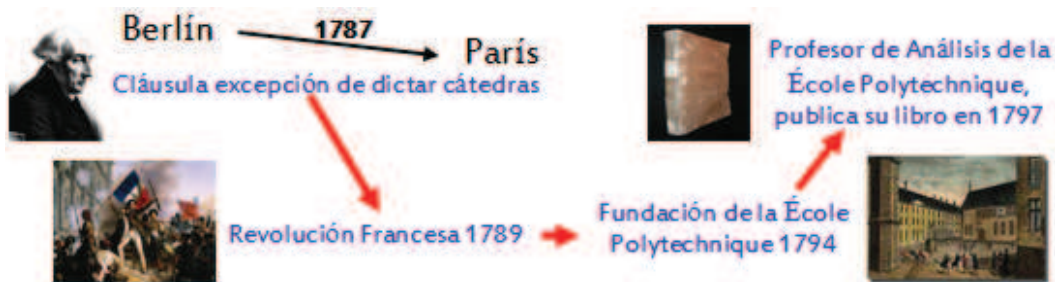 Berlín
1787
París
Cláusula excepción de dictar cátedras
Revolución Francesa 1789
Fundación de la École
Polytechnique 1794
Profesor de Análisis de la
École Polytechnique,
publica su libro en 1797